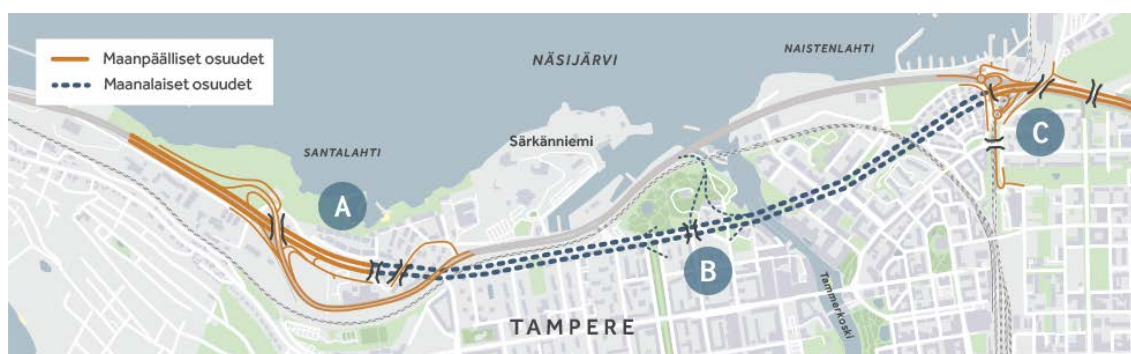 Maanpäälliset osuudet
Maanalaiset osuudet
NÄSIJÄRVI
NAISTENLAHTI
SANTALAHTI
Särkänniemi
A
B
C
Tammerkoski
TAMPERE